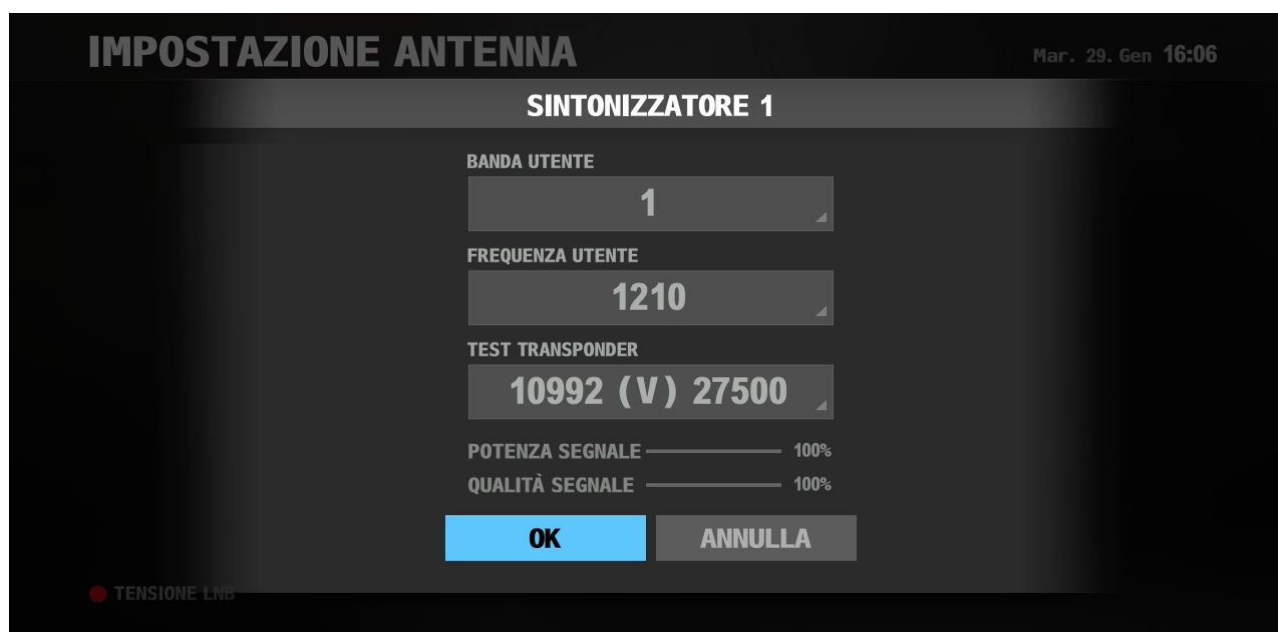 IMPOSTAZIONE ANTENNA
Mar. 29. Gen 16:06
SINTONIZZATORE 1
BANDA UTENTE
1
FREQUENZA UTENTE
1210
TEST TRANSPONDER
10992 (V) 27500
POTENZA SEGNALE 100%
QUALITÀ SEGNALE 100%
OK ANNULLA
TENSIONE LNB